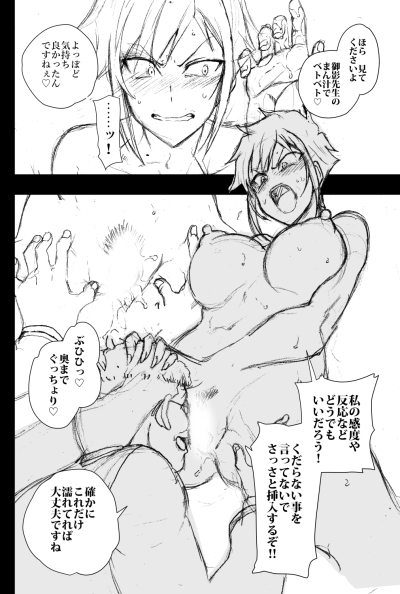 ほら 見て
くださいよ
御影先生の
まん汁で
ベトベト♡
よっぽど
気持ち
良かったん
ですねぇ♡
……ッ！
私の感度や
反応など
どうでも
いいだろう！
くだらない事を
言ってないで
さっさと挿入するぞ!!
ぶひひっ♡
奥まで
ぐっちょり♡
確かに
これだけ
濡れてれば
大丈夫ですね